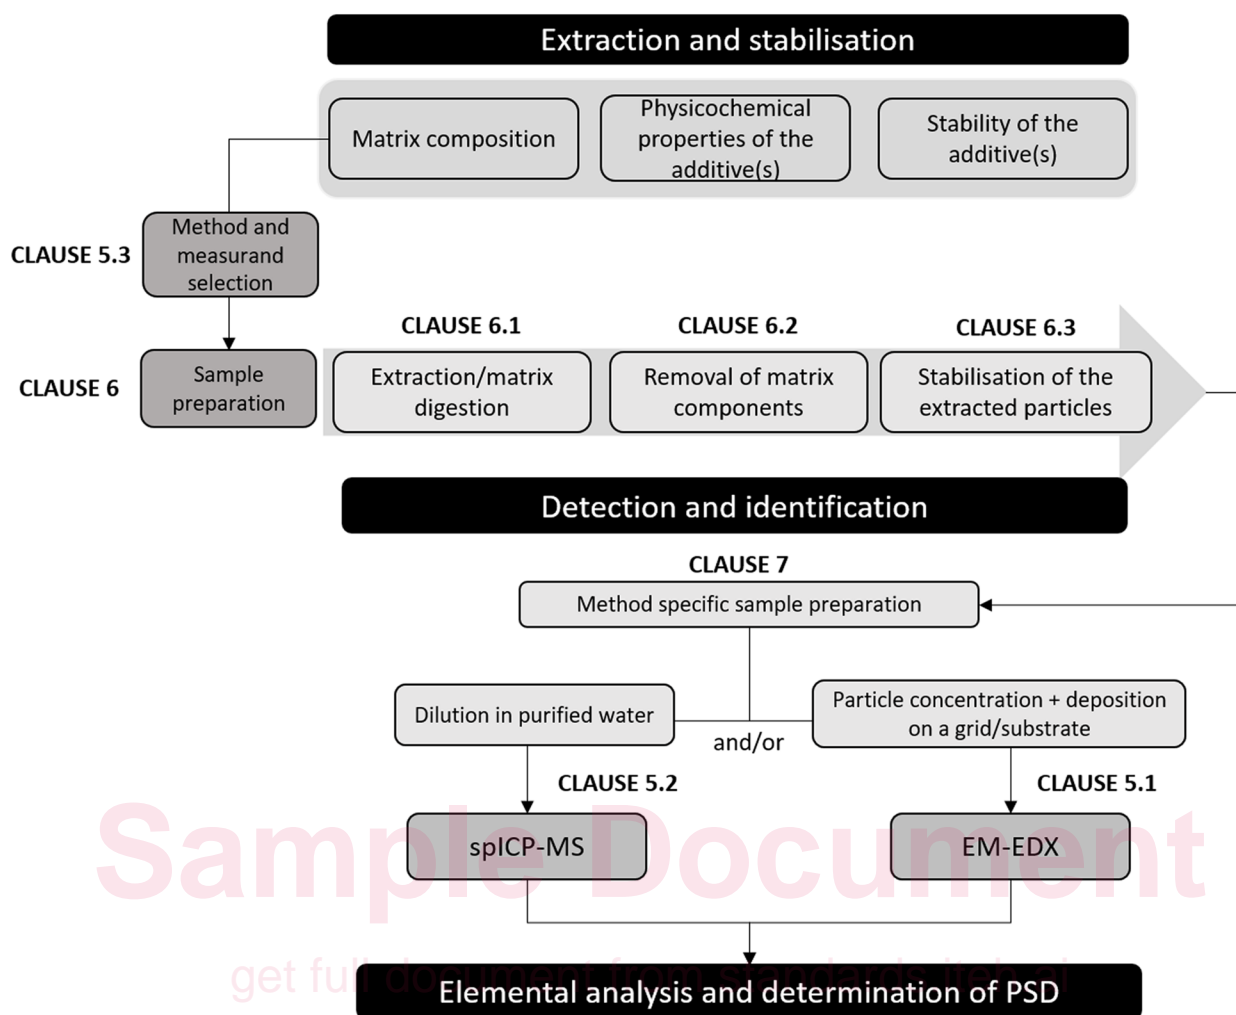 Extraction and stabilisation
Matrix composition
Physicochemical
properties of the
additive(s)
Stability of the
additive(s)
CLAUSE 5.3
Method and
measurand
selection
CLAUSE 6.1
CLAUSE 6.2
CLAUSE 6.3
CLAUSE 6
Sample
preparation
Extraction/matrix
digestion
Removal of matrix
components
Stabilisation of the
extracted particles
Detection and identification
CLAUSE 7
Method specific sample preparation
Dilution in purified water
and/or
Particle concentration + deposition
on a grid/substrate
CLAUSE 5.2
CLAUSE 5.1
spICP-MS
EM-EDX
Sample Document
get full document from standards.iteh.ai
Elemental analysis and determination of PSD